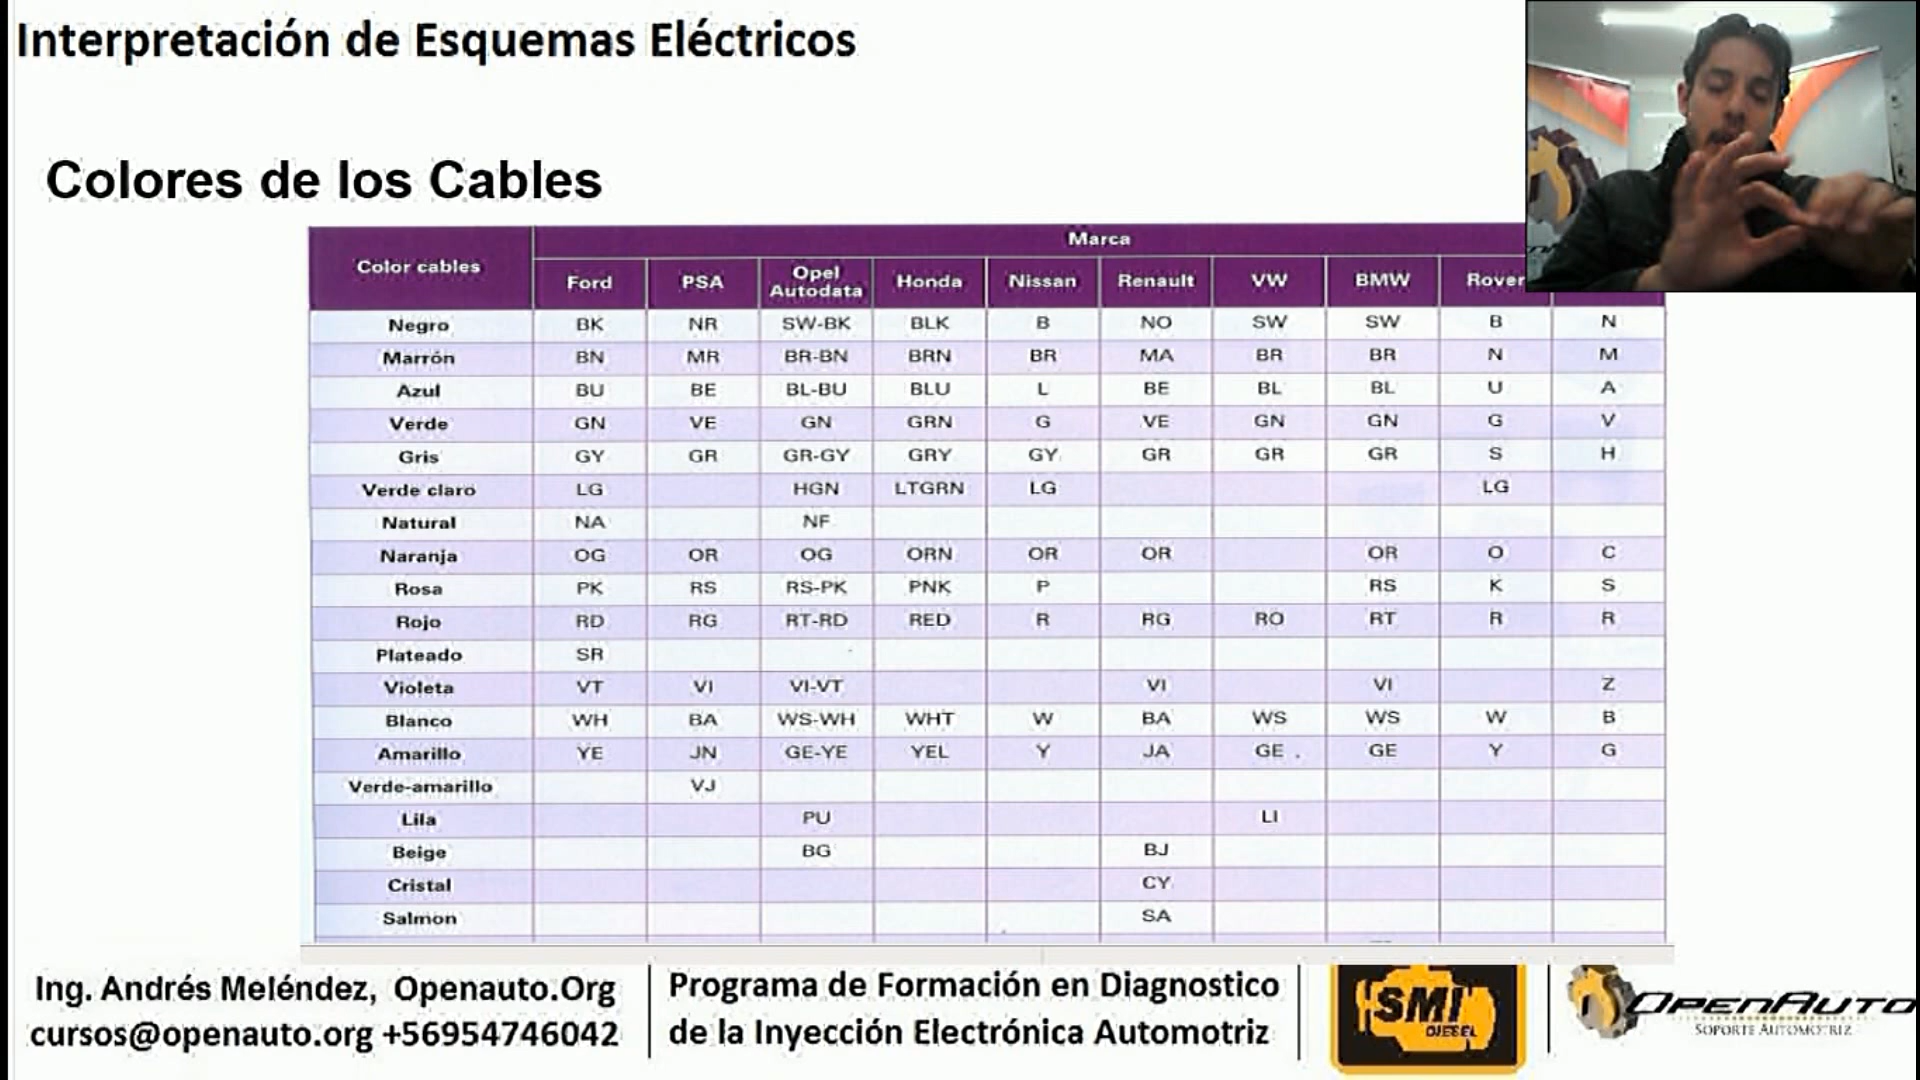 Interpretación de Esquemas Eléctricos
Colores de los Cables
Color cables Marca
Ford PSA Opel Autodata Honda Nissan Renault VW BMW Rover
Negro BK NR SW-BK BLK B NO SW SW B N
Marrón BN MR BR-BN BRN BR MA BR BR N M
Azul BU BE BL-BU BLU L BE BL BL U A
Verde GN VE GN GRN G VE GN GN G V
Gris GY GR GR-GY GRY GY GR GR GR S H
Verde claro LG HGN LTGRN LG LG
Natural NA NF
Naranja OG OR OG ORN OR OR OR O C
Rosa PK RS RS-PK PNK P RS K S
Rojo RD RG RT-RD RED R RG RO RT R R
Plateado SR
Violeta VT VI VI-VT VI VI Z
Blanco WH BA WS-WH WHT W BA WS WS W B
Amarillo YE JN GE-YE YEL Y JA GE GE Y G
Verde-amarillo VJ
Lila PU LI
Beige BG BJ
Cristal CY
Salmon SA
Ing. Andrés Meléndez, Openauto.Org
cursos@openauto.org +56954746042
Programa de Formación en Diagnostico
de la Inyección Electrónica Automotriz
SMI
DIESEL
OPENAUTO
SOPORTE AUTOMOTRIZ